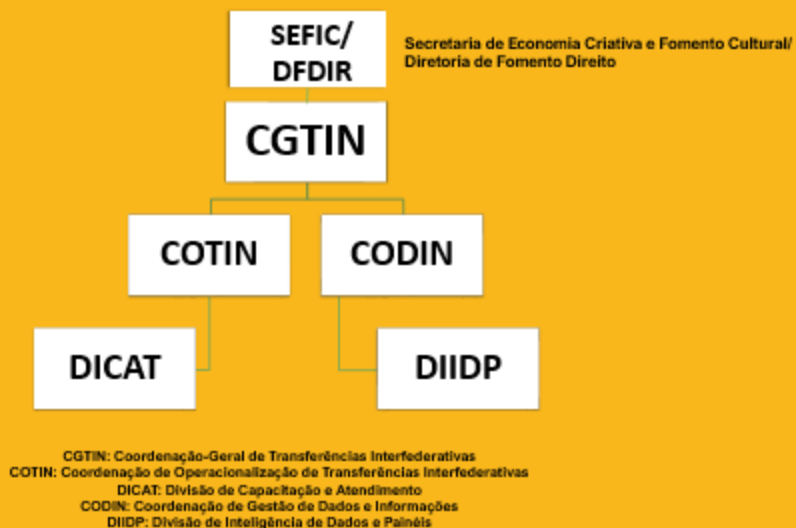 SEFIC/
DFDIR
Secretaria de Economia Criativa e Fomento Cultural/
Diretoria de Fomento Direito
CGTIN
COTIN
CODIN
DICAT
DIIDP
CGTIN: Coordenação-Geral de Transferências Interfederativas
COTIN: Coordenação de Operacionalização de Transferências Interfederativas
DICAT: Divisão de Capacitação e Atendimento
CODIN: Coordenação de Gestão de Dados e Informações
DIIDP: Divisão de Inteligência de Dados e Painéis